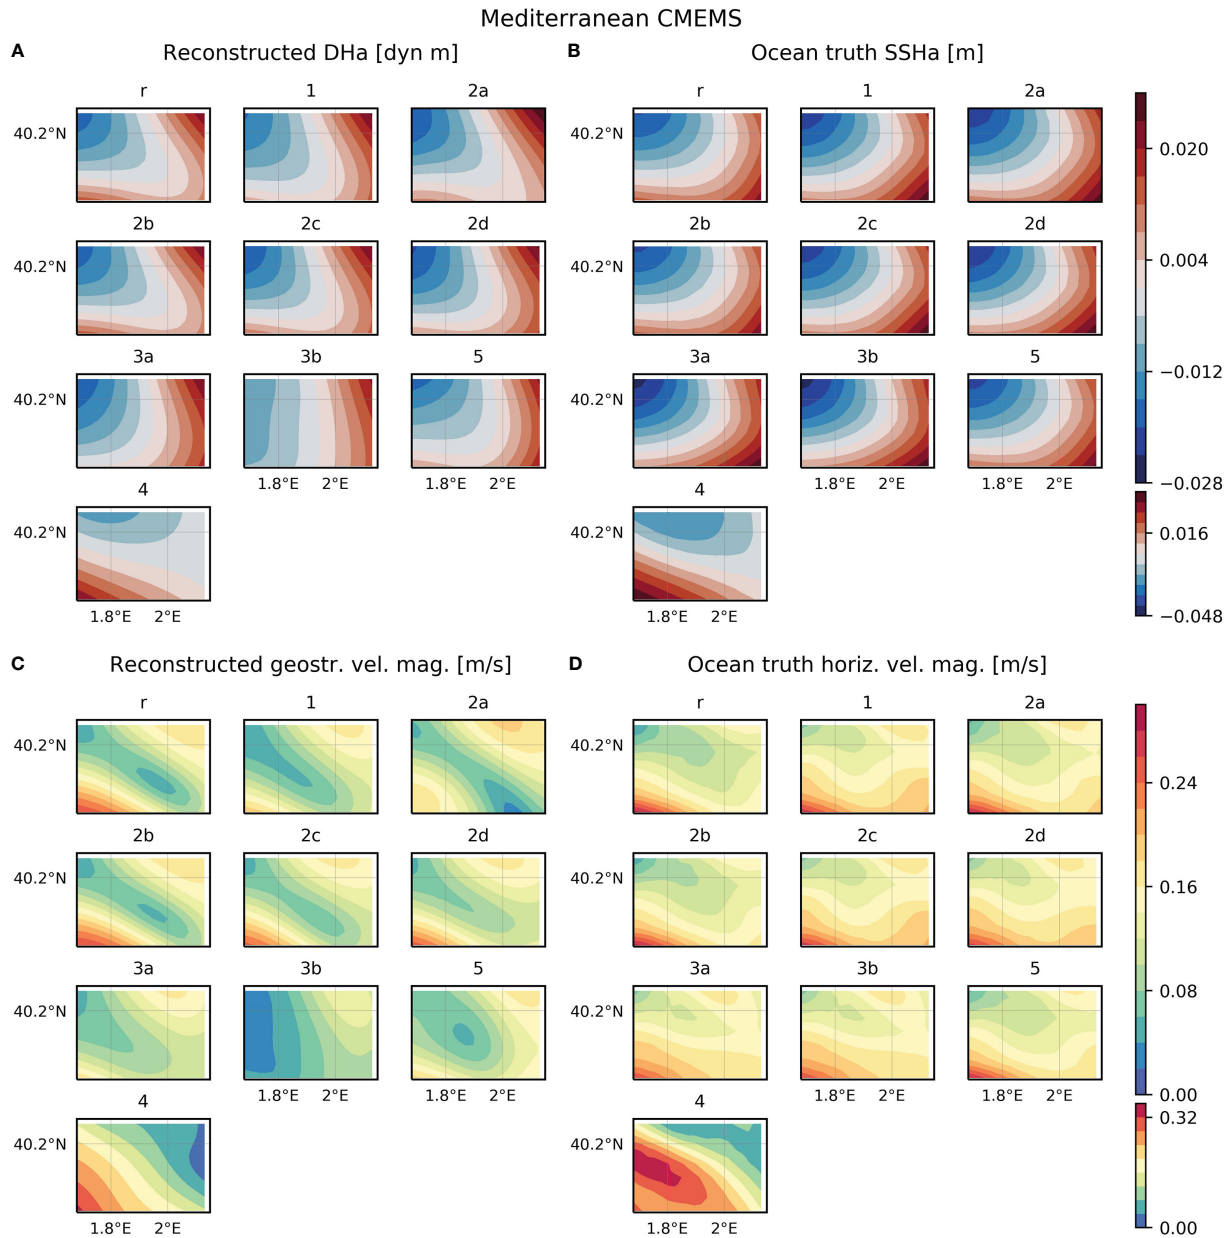 Mediterranean CMEMS
A Reconstructed DHa [dyn m]
r 1 2a
40.2°N
2b 2c 2d
40.2°N
3a 3b 5
40.2°N
1.8°E 2°E
4
40.2°N
1.8°E 2°E
B Ocean truth SSHa [m]
r 1 2a
40.2°N
2b 2c 2d
40.2°N
3a 3b 5
40.2°N
1.8°E 2°E 1.8°E 2°E
4
40.2°N
1.8°E 2°E
0.020
0.004
−0.012
−0.028
0.016
−0.048
C Reconstructed geostr. vel. mag. [m/s]
r 1 2a
40.2°N
2b 2c 2d
40.2°N
3a 3b 5
40.2°N
1.8°E 2°E 1.8°E 2°E
4
40.2°N
1.8°E 2°E
D Ocean truth horiz. vel. mag. [m/s]
r 1 2a
40.2°N
2b 2c 2d
40.2°N
3a 3b 5
40.2°N
1.8°E 2°E 1.8°E 2°E
4
40.2°N
1.8°E 2°E
0.24
0.16
0.08
0.00
0.32
0.00